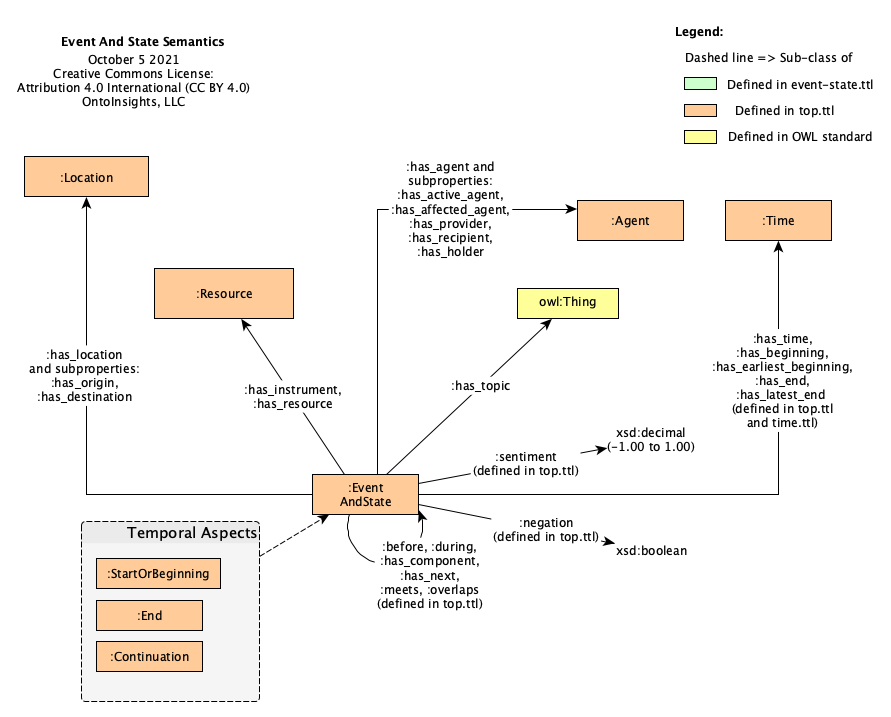 Event And State Semantics
October 5 2021
Creative Commons License:
Attribution 4.0 International (CC BY 4.0)
OntoInsights, LLC
Legend:
Dashed line => Sub-class of
Defined in event-state.ttl
Defined in top.ttl
Defined in OWL standard
:Location
:has_agent and
subproperties:
:has_active_agent,
:has_affected_agent,
:has_provider,
:has_recipient,
:has_holder
:Agent
:Time
:Resource
owl:Thing
:has_location
and subproperties:
:has_origin,
:has_destination
:has_instrument,
:has_resource
:has_topic
:has_time,
:has_beginning,
:has_earliest_beginning,
:has_end,
:has_latest_end
(defined in top.ttl
and time.ttl)
:sentiment
(defined in top.ttl)
xsd:decimal
(-1.00 to 1.00)
:Event
AndState
:negation
(defined in top.ttl)
xsd:boolean
:before, :during,
:has_component,
:has_next,
:meets, :overlaps
(defined in top.ttl)
Temporal Aspects
:StartOrBeginning
:End
:Continuation